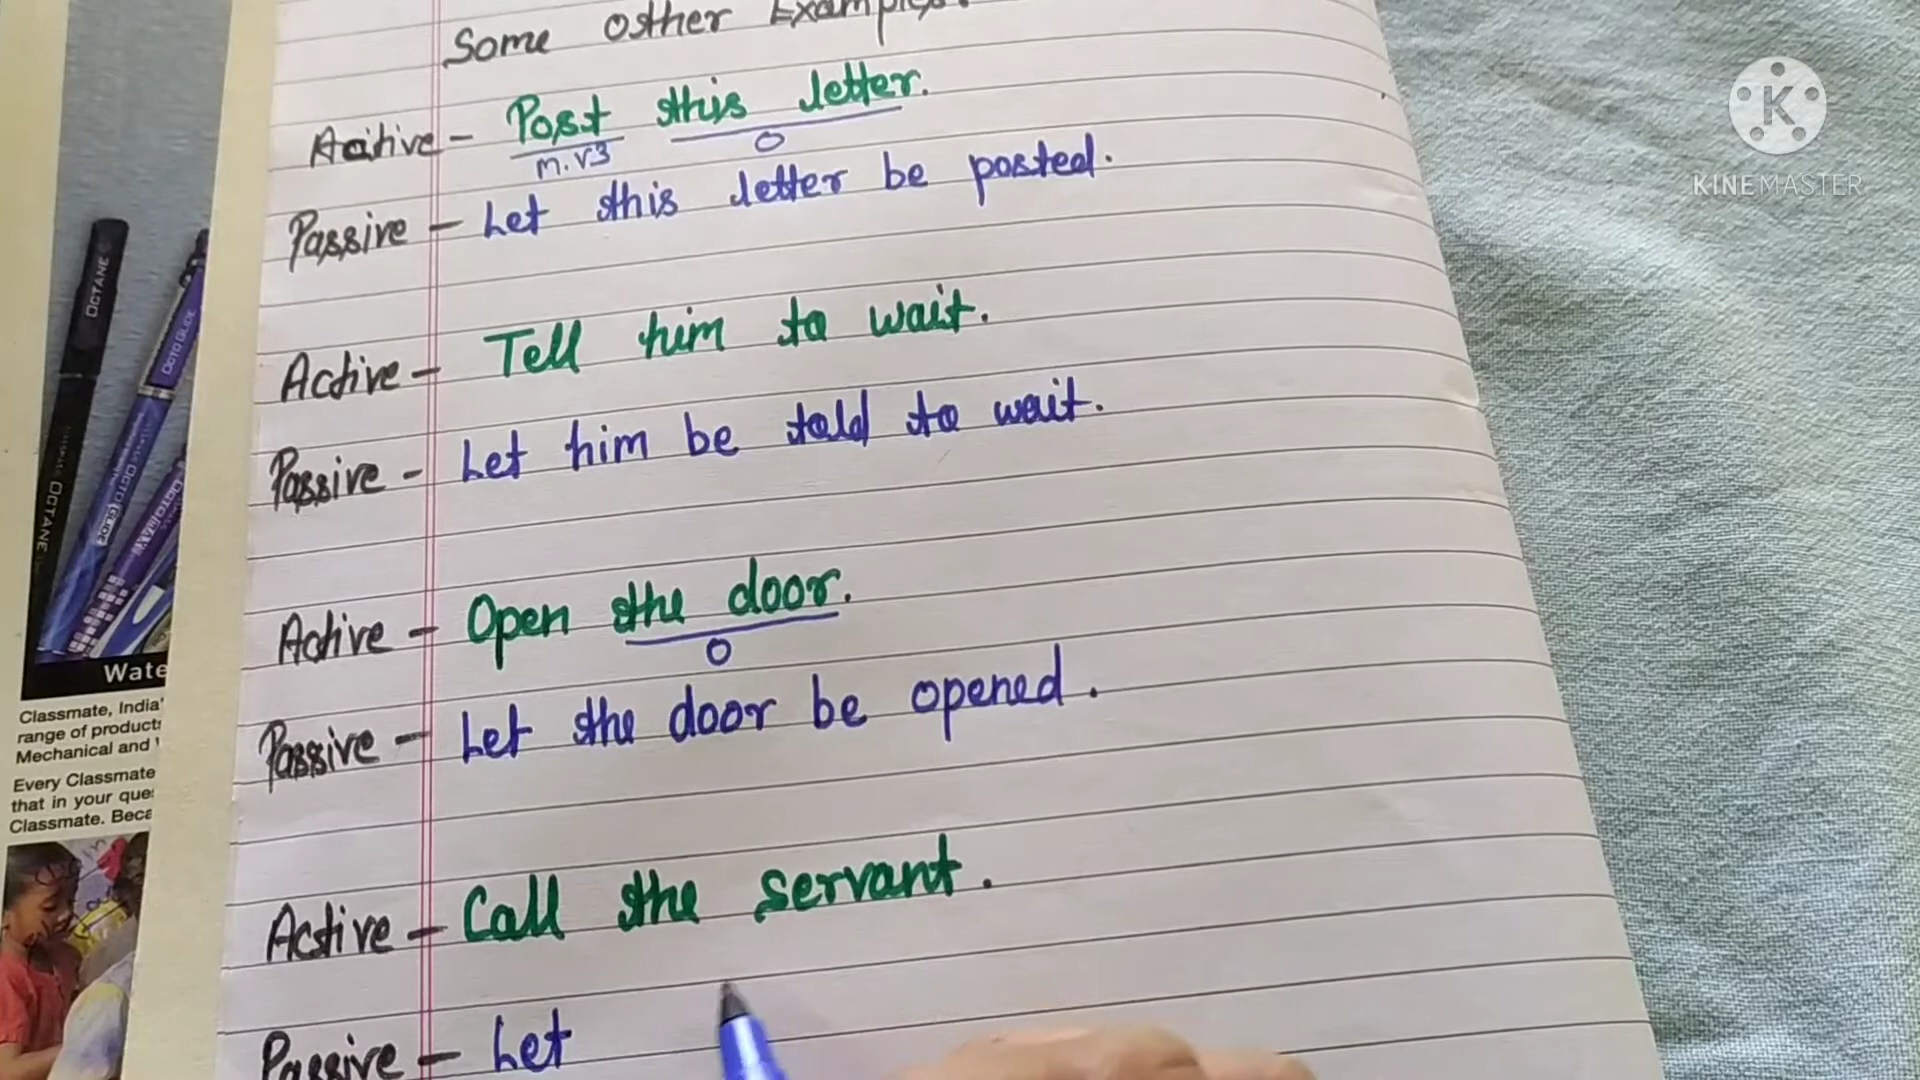 Some other Examples.
Active - Post this letter.
m.v3 O
Passive - Let this letter be posted.
Active - Tell him to wait.
Passive - Let him be told to wait.
Active - Open the door.
O
Passive - Let the door be opened.
Active - Call the servant.
Passive - Let
K
KINEMASTER
OCTANE
OCTO GLIDE
OCTANE
Wate
Classmate, India'
range of product
Mechanical and
Every Classmate
that in your que
Classmate. Beca